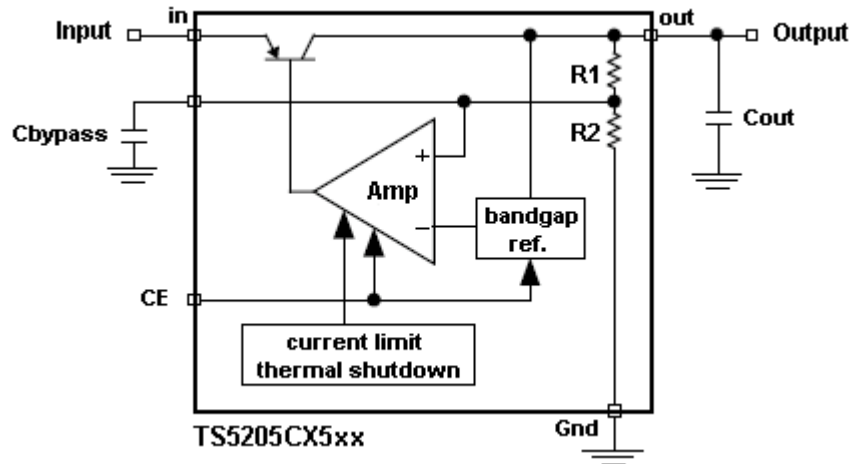 in
out
Input
Output
R1
Cbypass
R2
Cout
+
Amp
−
bandgap
ref.
CE
current limit
thermal shutdown
Gnd
TS5205CX5xx